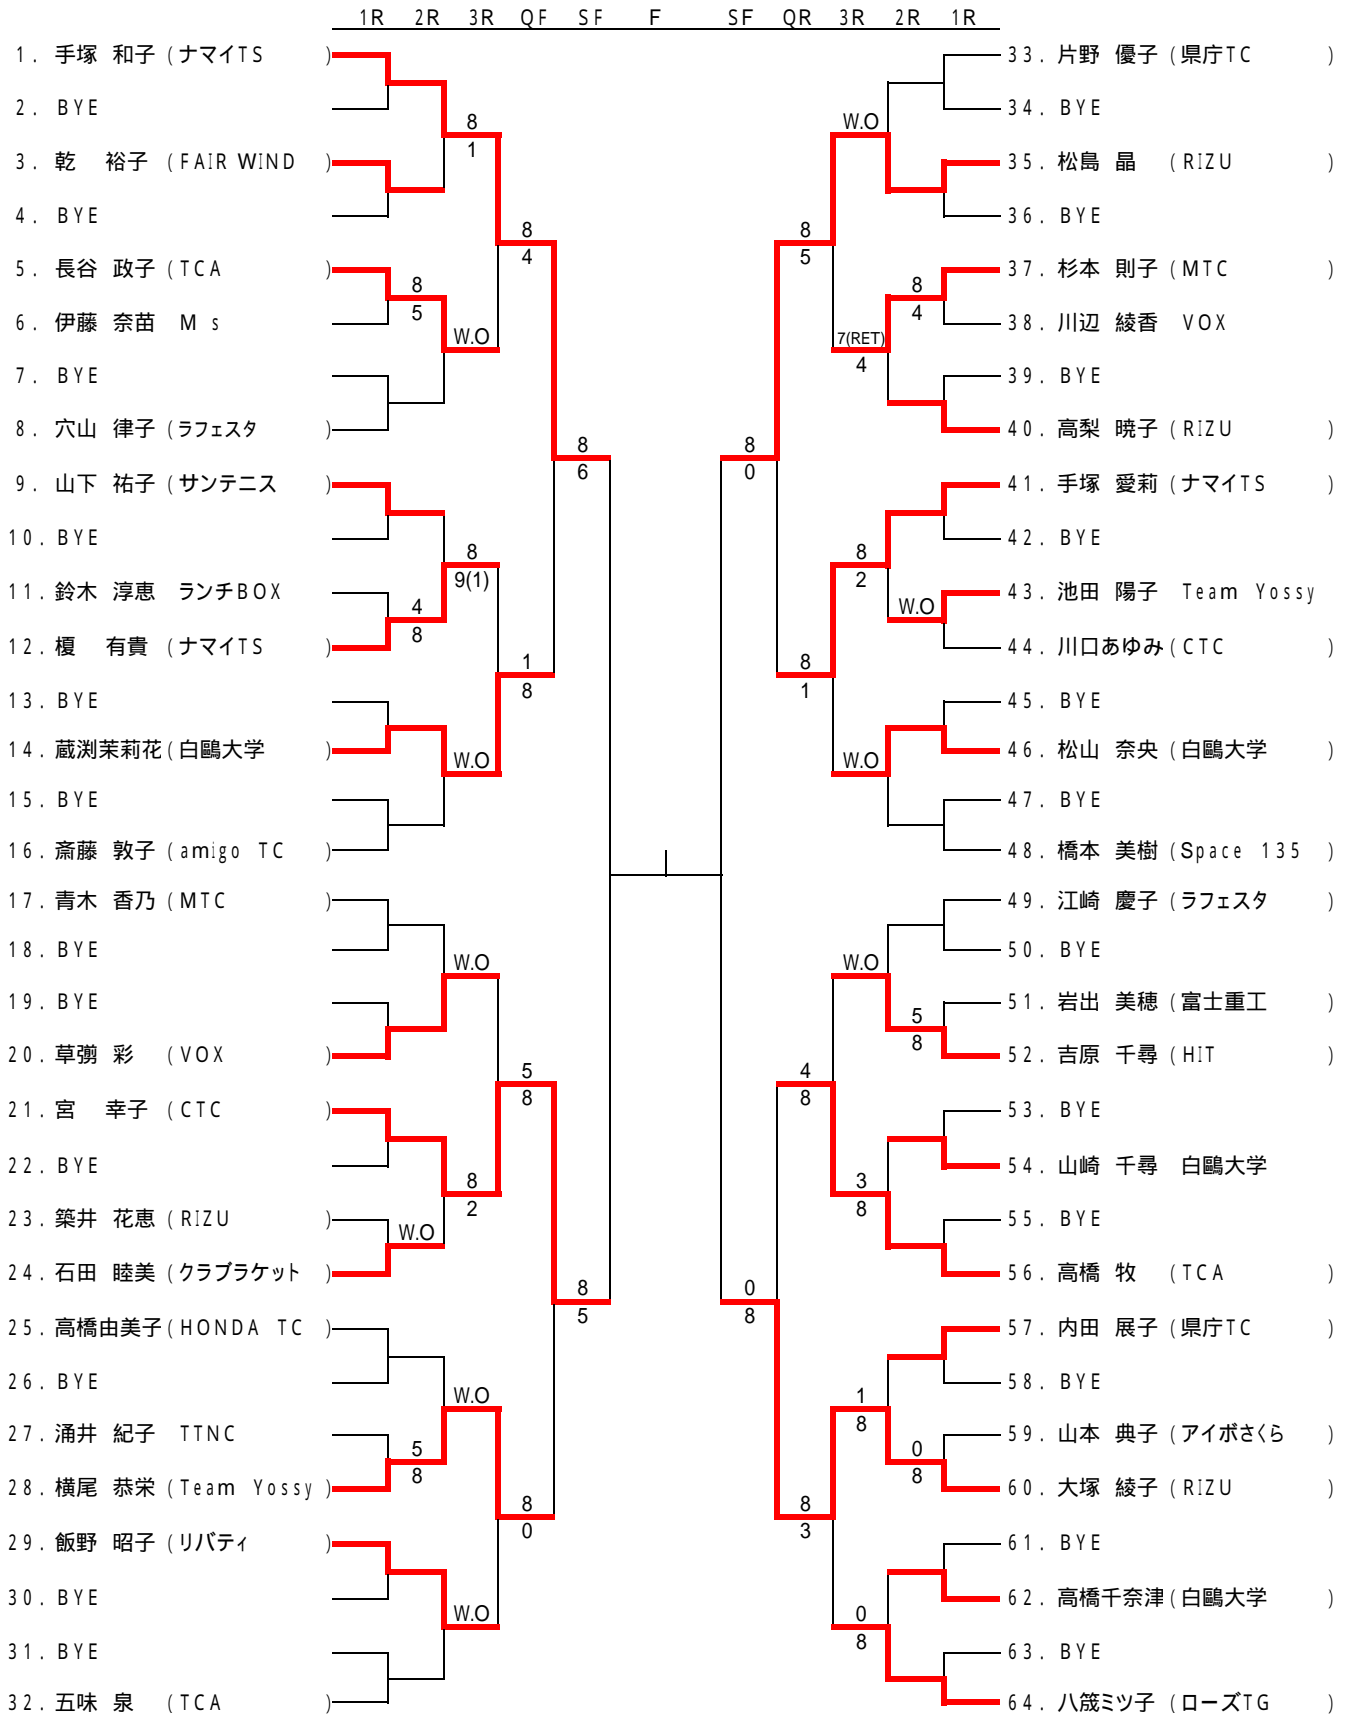 1R 2R 3R QF SF F SF QR 3R 2R 1R
1. 手塚 和子 (ナマイTS )
2. BYE
8
1
3. 乾 裕子 (FAIR WIND )
4. BYE
8
4
5. 長谷 政子 (TCA )
8
5
6. 伊藤 奈苗 M s
W.O
7. BYE
8. 穴山 律子 (ラフェスタ )
8
6
9. 山下 祐子 (サンテニス )
10. BYE
8
9(1)
11. 鈴木 淳恵 ランチBOX
4
8
12. 榎 有貴 (ナマイTS )
1
8
13. BYE
14. 蔵渕茉莉花 (白鷗大学 )
W.O
15. BYE
16. 斎藤 敦子 (amigo TC )
17. 青木 香乃 (MTC )
18. BYE
W.O
19. BYE
20. 草彅 彩 (VOX )
5
8
21. 宮 幸子 (CTC )
22. BYE
8
2
23. 築井 花恵 (RIZU )
W.O
24. 石田 睦美 (クラブラケット )
8
5
25. 高橋由美子 (HONDA TC )
26. BYE
W.O
27. 涌井 紀子 TTNC
5
8
28. 横尾 恭栄 (Team Yossy )
8
0
29. 飯野 昭子 (リバティ )
30. BYE
W.O
31. BYE
32. 五味 泉 (TCA )
33. 片野 優子 (県庁TC )
34. BYE
W.O
35. 松島 晶 (RIZU )
36. BYE
8
5
37. 杉本 則子 (MTC )
8
4
38. 川辺 綾香 VOX
7(RET)
4
39. BYE
40. 高梨 暁子 (RIZU )
8
0
41. 手塚 愛莉 (ナマイTS )
42. BYE
8
2
43. 池田 陽子 Team Yossy
W.O
44. 川口あゆみ (CTC )
8
1
45. BYE
46. 松山 奈央 (白鷗大学 )
W.O
47. BYE
48. 橋本 美樹 (Space 135 )
49. 江崎 慶子 (ラフェスタ )
50. BYE
W.O
51. 岩出 美穂 (富士重工 )
5
8
52. 吉原 千尋 (HIT )
4
8
53. BYE
54. 山崎 千尋 白鷗大学
3
8
55. BYE
56. 高橋 牧 (TCA )
0
8
57. 内田 展子 (県庁TC )
58. BYE
1
8
59. 山本 典子 (アイボさくら )
0
8
60. 大塚 綾子 (RIZU )
8
3
61. BYE
62. 高橋千奈津 (白鷗大学 )
0
8
63. BYE
64. 八筬ミツ子 (ローズTG )